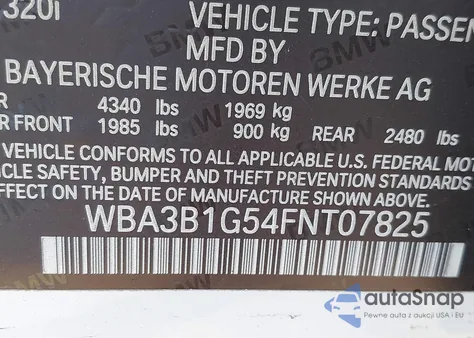 320i VEHICLE TYPE: PASSEN
MFD BY
BAYERISCHE MOTOREN WERKE AG
R 4340 lbs 1969 kg
R FRONT 1985 lbs 900 kg REAR 2480 lbs
VEHICLE CONFORMS TO ALL APPLICABLE U.S. FEDERAL MOT
CLE SAFETY, BUMPER AND THEFT PREVENTION STANDARDS
EFFECT ON THE DATE OF MANUFACTURE SHOWN ABOVE.
WBA3B1G54FNT07825
autoSnap
Pewne auta z aukcji USA i EU